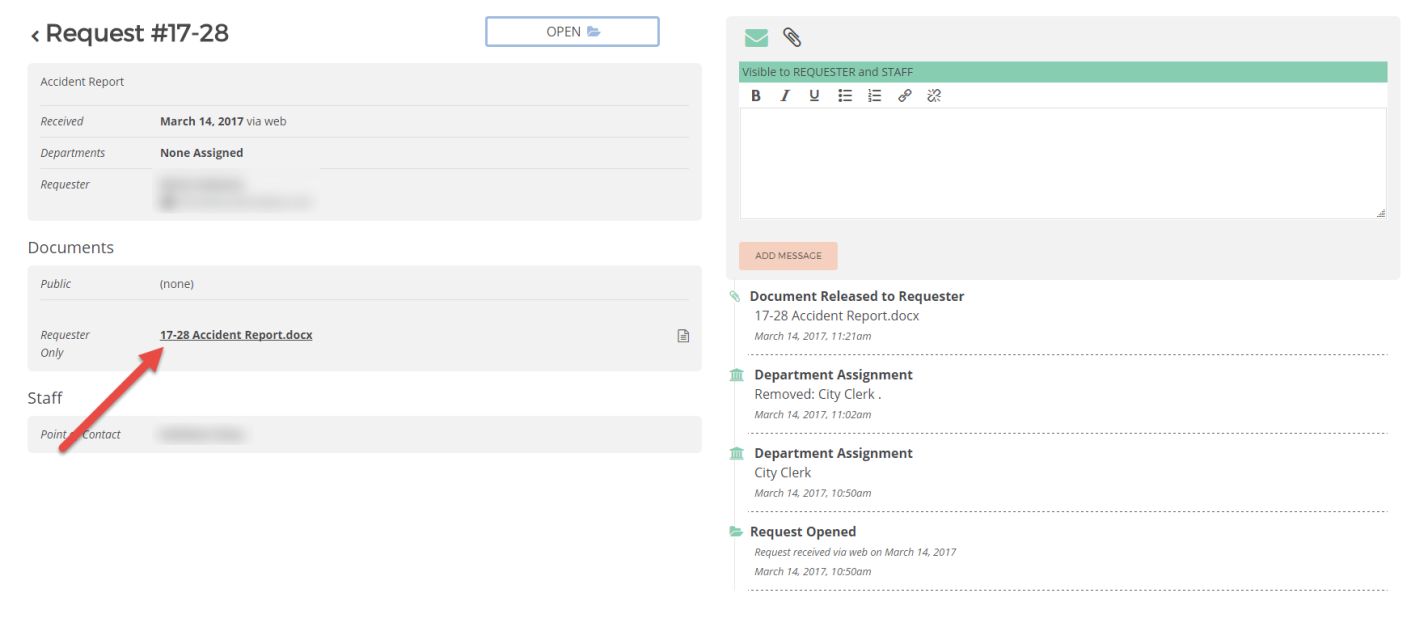 Request #17-28
OPEN
Accident Report
Received March 14, 2017 via web
Departments None Assigned
Requester
Documents
Public (none)
Requester Only 17-28 Accident Report.docx
Staff
Point of Contact
Visible to REQUESTER and STAFF
B I U
ADD MESSAGE
Document Released to Requester
17-28 Accident Report.docx
March 14, 2017, 11:21am
Department Assignment
Removed: City Clerk .
March 14, 2017, 11:02am
Department Assignment
City Clerk
March 14, 2017, 10:50am
Request Opened
Request received via web on March 14, 2017
March 14, 2017, 10:50am